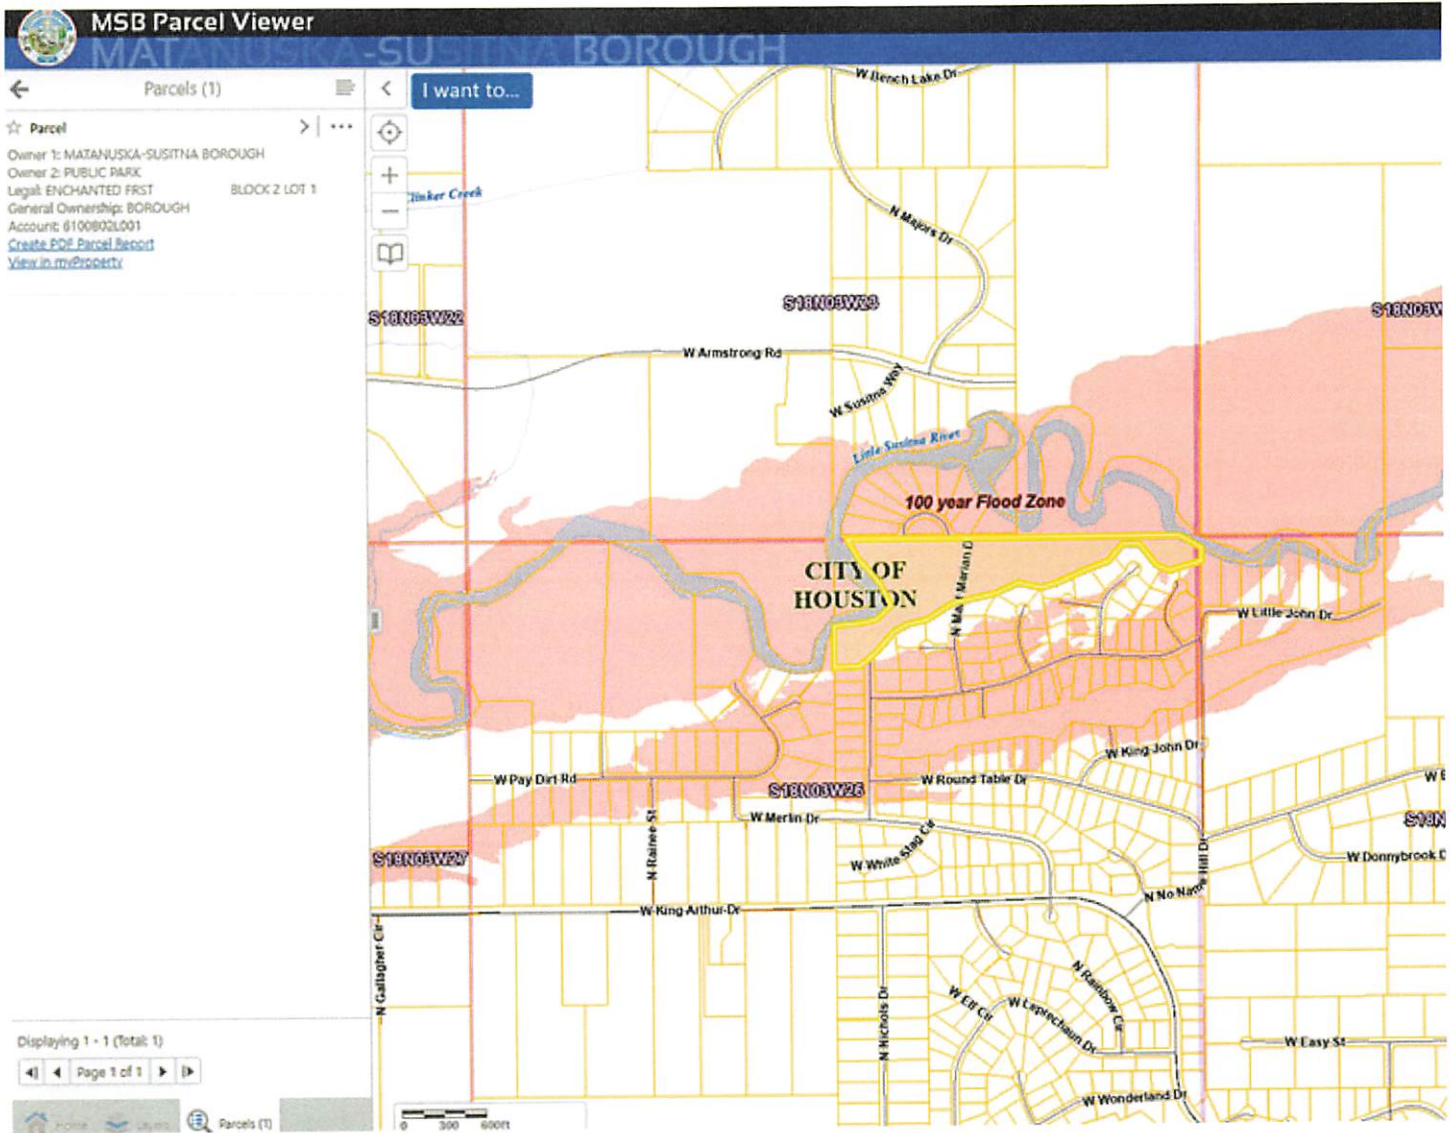 MSB Parcel Viewer
MATANUSKA-SUSITNA BOROUGH
Parcels (1)
I want to...
Parcel
Owner 1: MATANUSKA-SUSITNA BOROUGH
Owner 2: PUBLIC PARK
Legal: ENCHANTED FRST BLOCK 2 LOT 1
General Ownership: BOROUGH
Account: 6100B02L001
Create PDF Parcel Report
View in myProperty
W Bench Lake Dr
Clinker Creek
N Majors Dr
S18N03W22
S18N03W23
S18N03W
W Armstrong Rd
W Susitna Way
Little Susitna River
100 year Flood Zone
CITY OF
HOUSTON
W Little John Dr
W King John Dr
W Pay Dirt Rd
W Round Table Dr
S18N03W26
W Merlin Dr
S18N
N Rainee St
W White Stag Cir
W Donnybrook D
S18N03W27
N No Name Hill Dr
W King Arthur Dr
N Gallagher Cir
N Rainbow Cir
W Elf Cir
W Leprechaun Dr
N Nichols Dr
W Easy St
W Wonderland Dr
Displaying 1 - 1 (Total: 1)
Page 1 of 1
Home
Layers
Parcels (1)
0 300 600ft